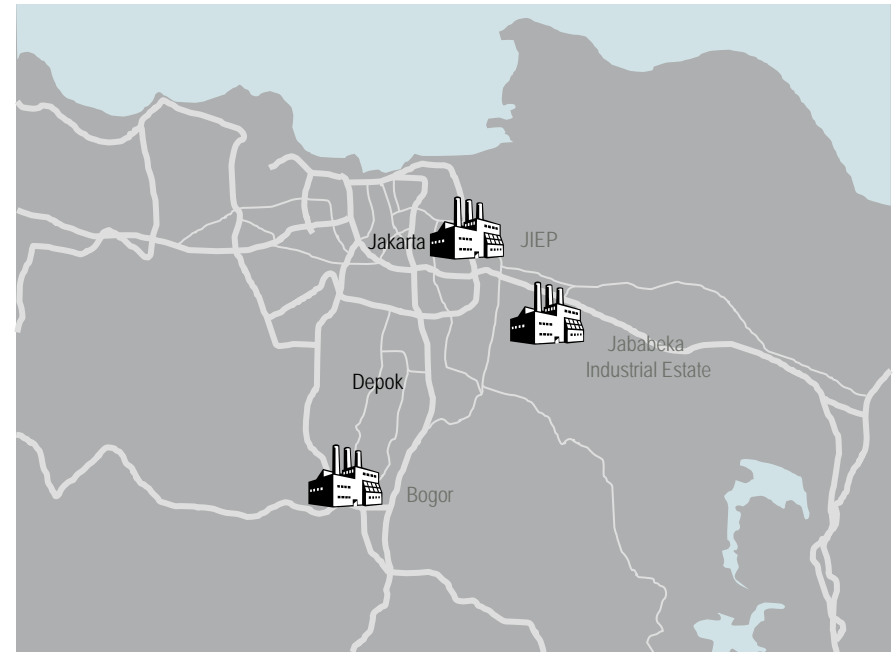 Jakarta
JIEP
Jababeka
Industrial Estate
Depok
Bogor